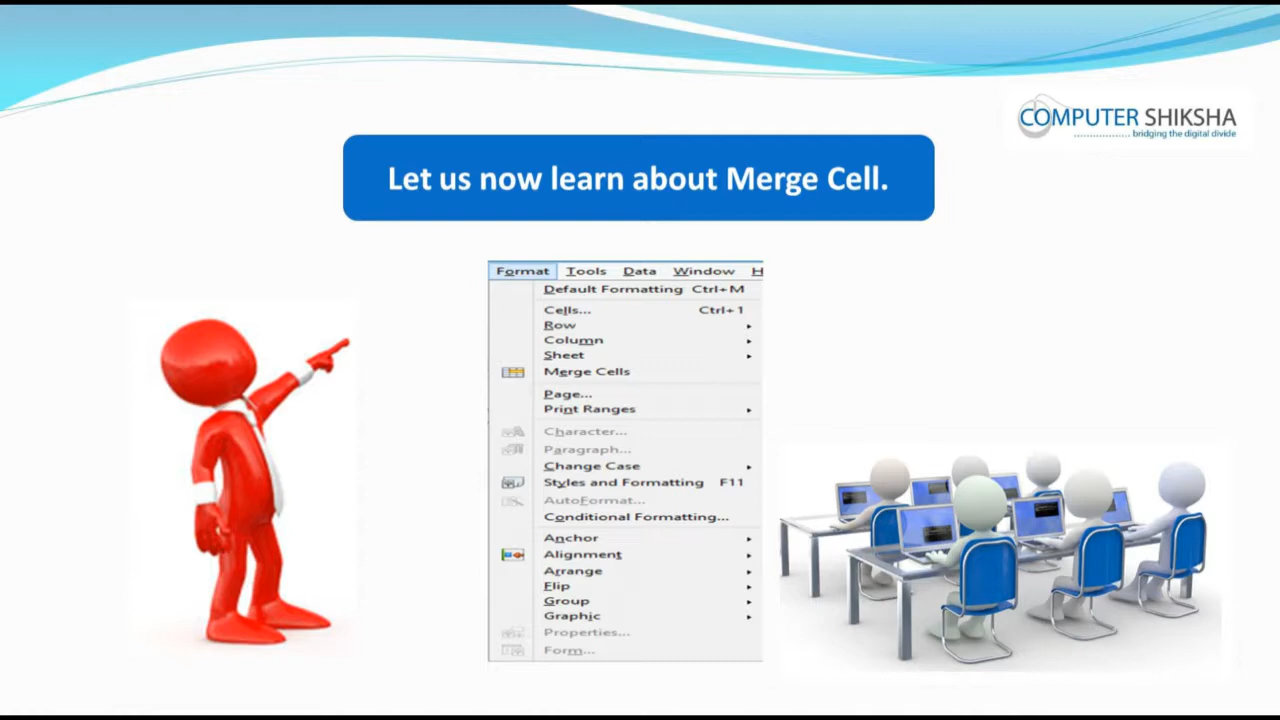 COMPUTER SHIKSHA
bridging the digital divide
Let us now learn about Merge Cell.
Format Tools Data Window H
Default Formatting Ctrl+M
Cells... Ctrl+1
Row
Column
Sheet
Merge Cells
Page...
Print Ranges
Character...
Paragraph...
Change Case
Styles and Formatting F11
AutoFormat...
Conditional Formatting...
Anchor
Alignment
Arrange
Flip
Group
Graphic
Properties...
Form...